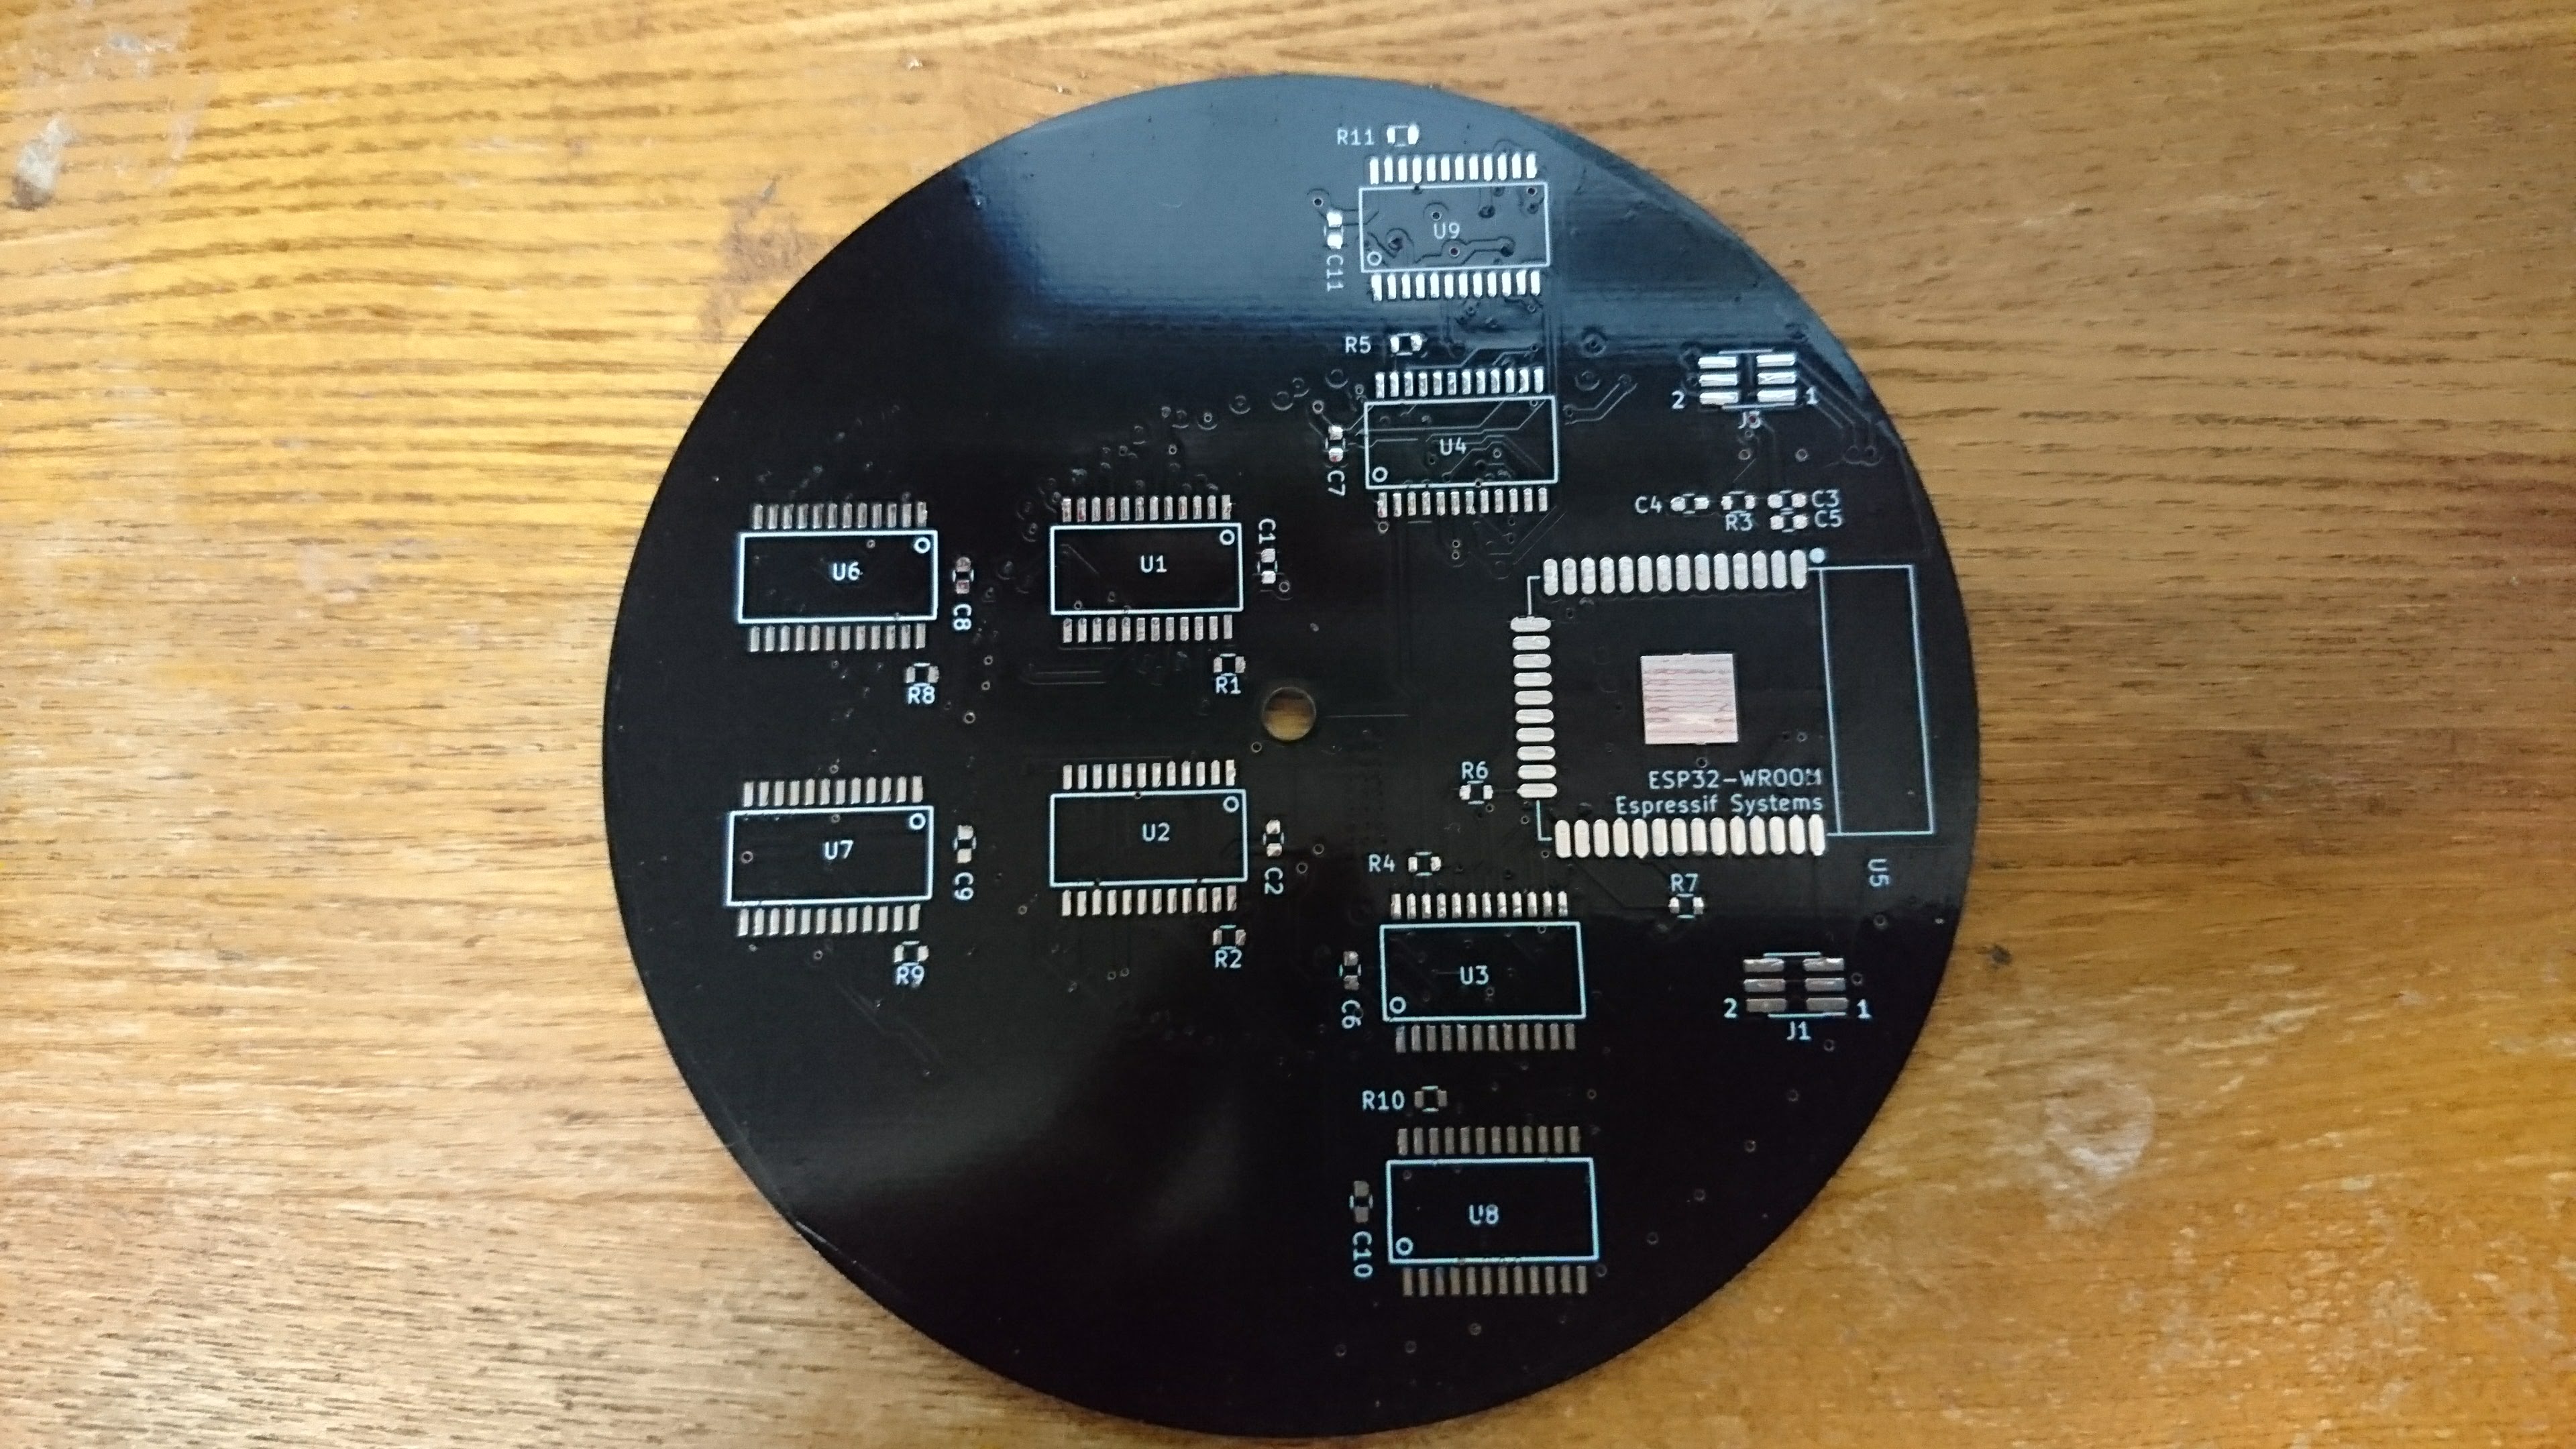 R11
U9
C11
R5
U4
C7
2
1
J3
C4
R3
C3
C5
U6
C8
R8
U1
C1
R1
ESP32-WROOM
Espressif Systems
U5
R6
R7
R4
U7
C9
R9
U2
C2
R2
U3
C6
2
1
J1
R10
U8
C10